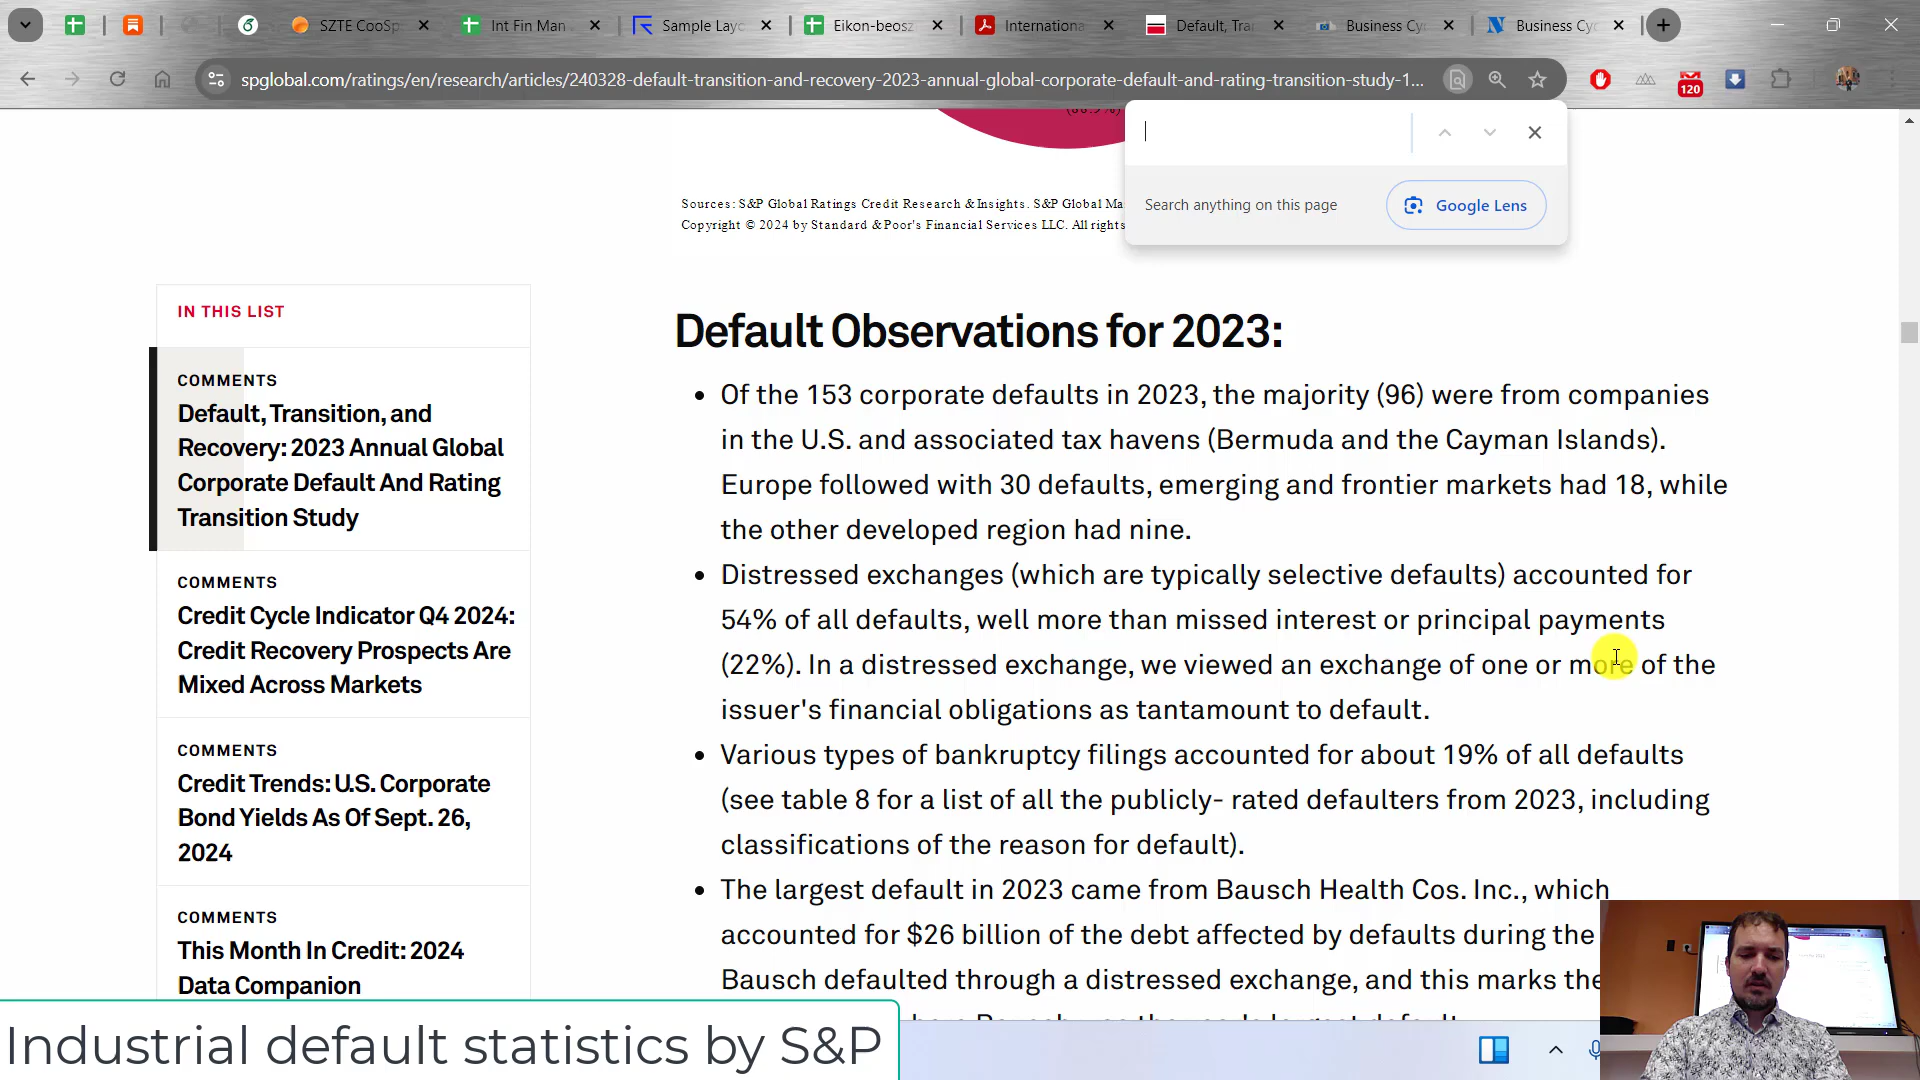 SZTE CooSp
Int Fin Man
Sample Layo
Eikon-beosz
Internationa
Default, Tra
Business Cy
Business Cyc
spglobal.com/ratings/en/research/articles/240328-default-transition-and-recovery-2023-annual-global-corporate-default-and-rating-transition-study-1...
120
Search anything on this page
Google Lens
Sources: S&P Global Ratings Credit Research & Insights. S&P Global Ma
Copyright © 2024 by Standard & Poor's Financial Services LLC. All rights
IN THIS LIST
COMMENTS
Default, Transition, and
Recovery: 2023 Annual Global
Corporate Default And Rating
Transition Study
COMMENTS
Credit Cycle Indicator Q4 2024:
Credit Recovery Prospects Are
Mixed Across Markets
COMMENTS
Credit Trends: U.S. Corporate
Bond Yields As Of Sept. 26,
2024
COMMENTS
This Month In Credit: 2024
Data Companion
Default Observations for 2023:
• Of the 153 corporate defaults in 2023, the majority (96) were from companies
in the U.S. and associated tax havens (Bermuda and the Cayman Islands).
Europe followed with 30 defaults, emerging and frontier markets had 18, while
the other developed region had nine.
• Distressed exchanges (which are typically selective defaults) accounted for
54% of all defaults, well more than missed interest or principal payments
(22%). In a distressed exchange, we viewed an exchange of one or more of the
issuer's financial obligations as tantamount to default.
• Various types of bankruptcy filings accounted for about 19% of all defaults
(see table 8 for a list of all the publicly- rated defaulters from 2023, including
classifications of the reason for default).
• The largest default in 2023 came from Bausch Health Cos. Inc., which
accounted for $26 billion of the debt affected by defaults during the
Bausch defaulted through a distressed exchange, and this marks the
Industrial default statistics by S&P